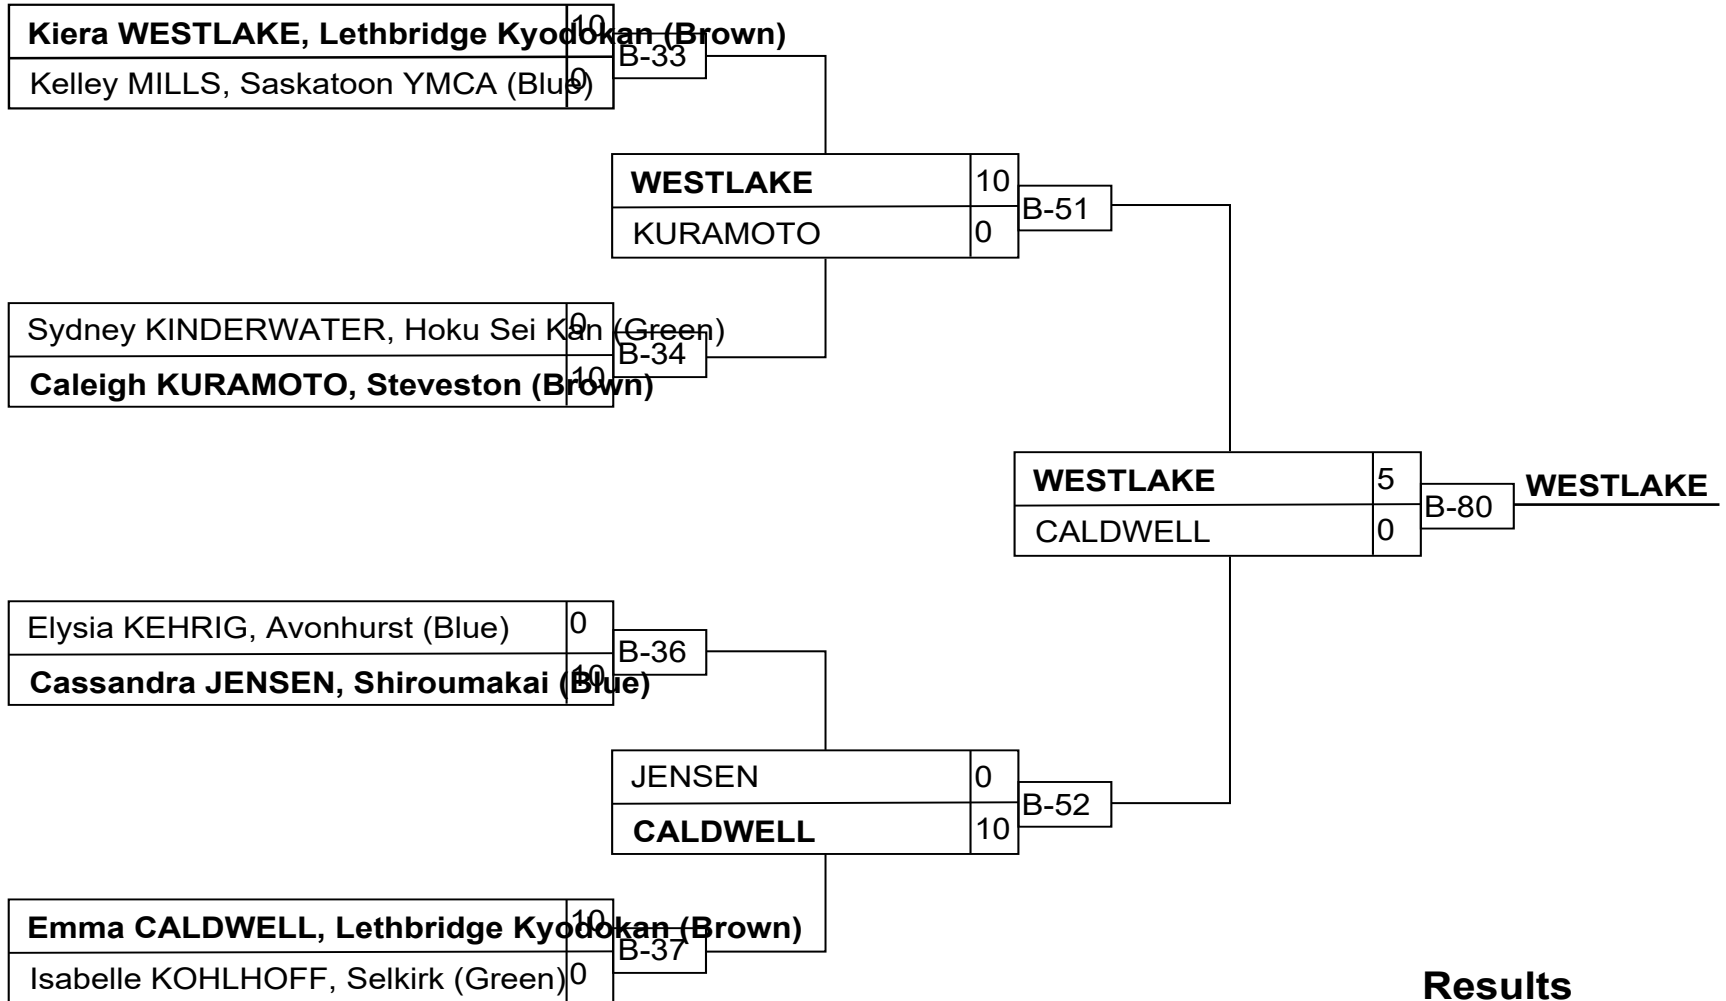 Kiera WESTLAKE, Lethbridge Kyodokan (Brown) 10
B-33
Kelley MILLS, Saskatoon YMCA (Blue) 0
WESTLAKE 10
B-51
KURAMOTO 0
Sydney KINDERWATER, Hoku Sei Kan (Green) 0
B-34
Caleigh KURAMOTO, Steveston (Brown) 10
WESTLAKE 5
B-80
WESTLAKE
CALDWELL 0
Elysia KEHRIG, Avonhurst (Blue) 0
B-36
Cassandra JENSEN, Shiroumakai (Blue) 10
JENSEN 0
B-52
CALDWELL 10
Emma CALDWELL, Lethbridge Kyodokan (Brown) 10
B-37
Isabelle KOHLHOFF, Selkirk (Green) 0
Results